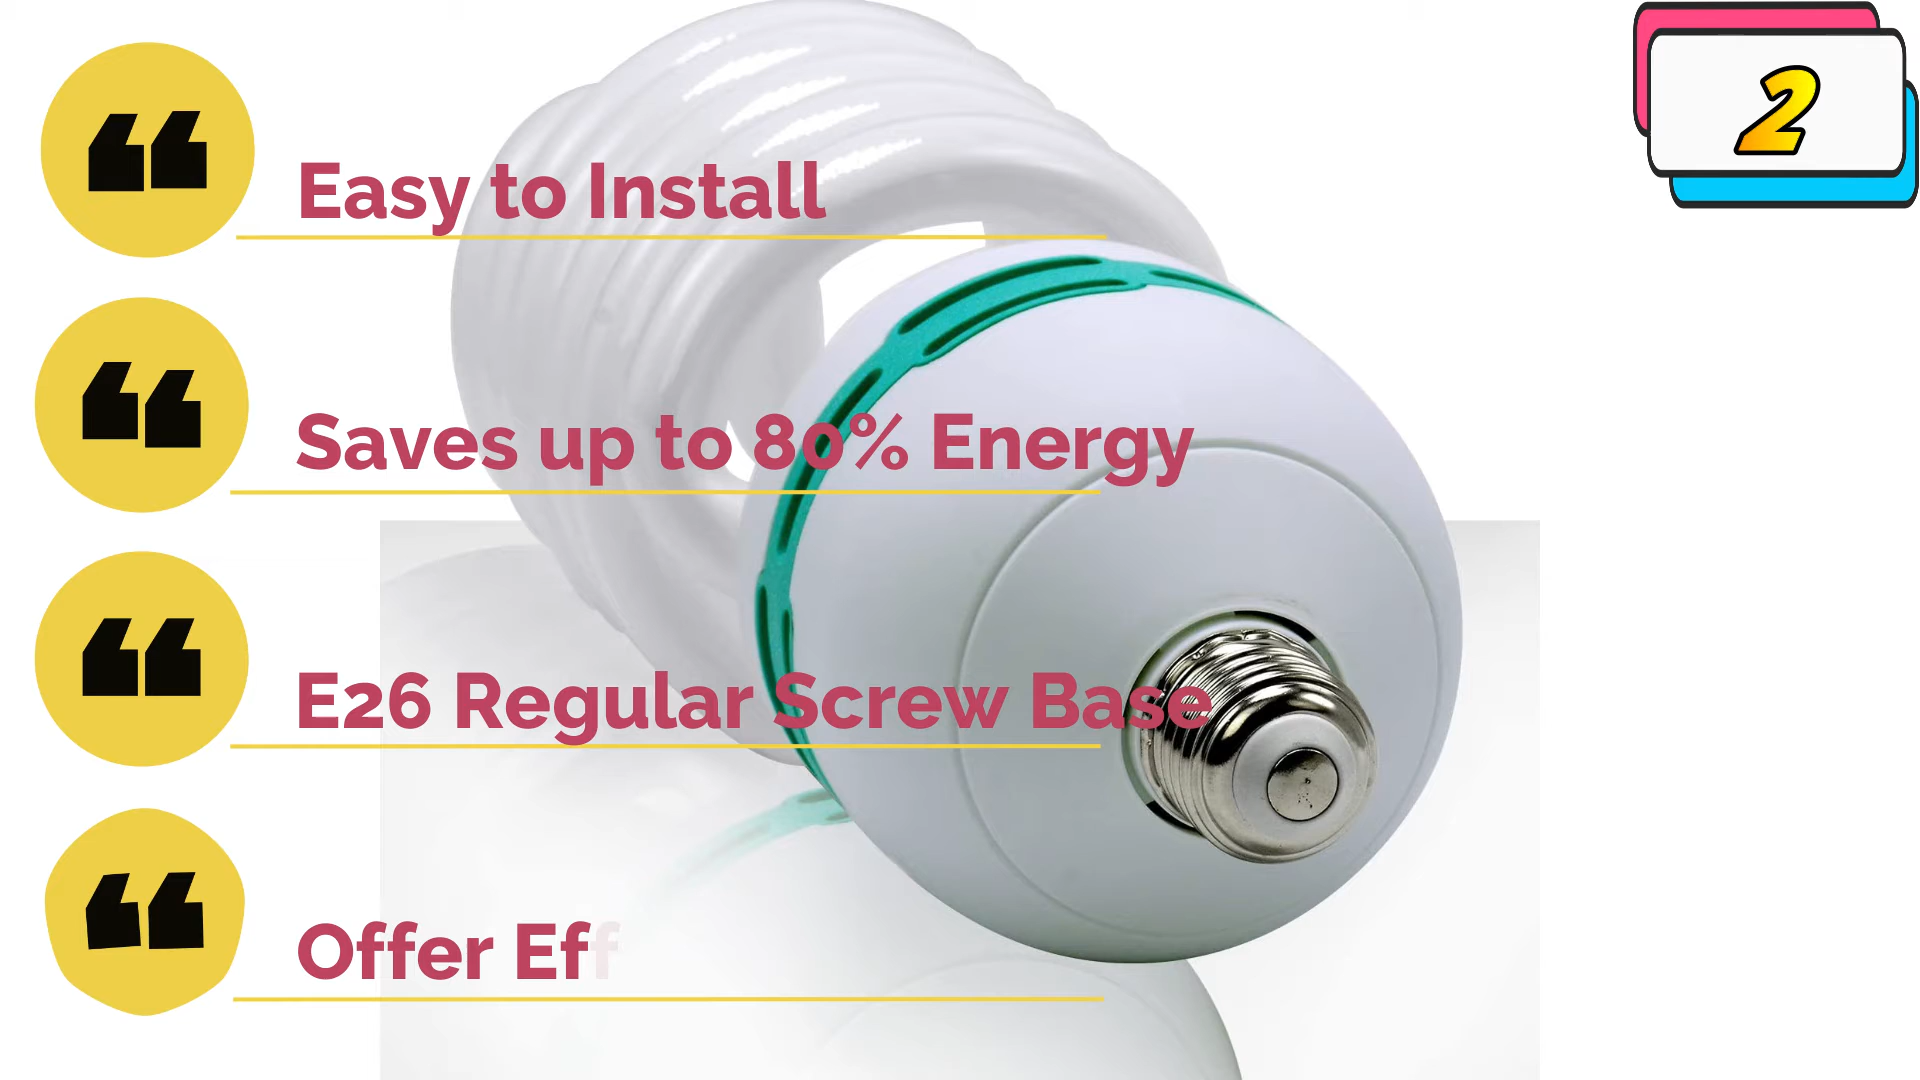 2
Easy to Install
Saves up to 80% Energy
E26 Regular Screw Base
Offer Eff